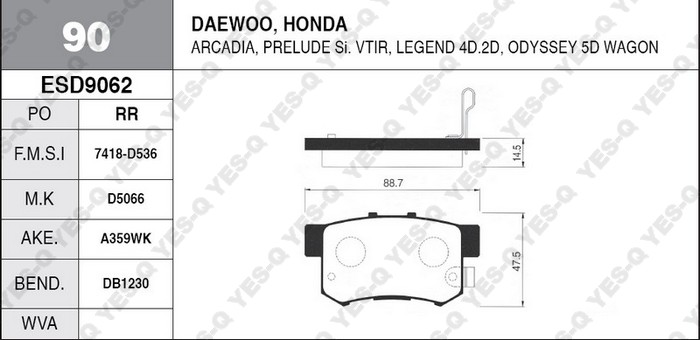 90
DAEWOO, HONDA
ARCADIA, PRELUDE Si. VTIR, LEGEND 4D.2D, ODYSSEY 5D WAGON
ESD9062
PO RR
F.M.S.I 7418-D536
M.K D5066
AKE. A359WK
BEND. DB1230
WVA
14.5
88.7
47.5
YES-Q YES-Q YES-Q YES-Q